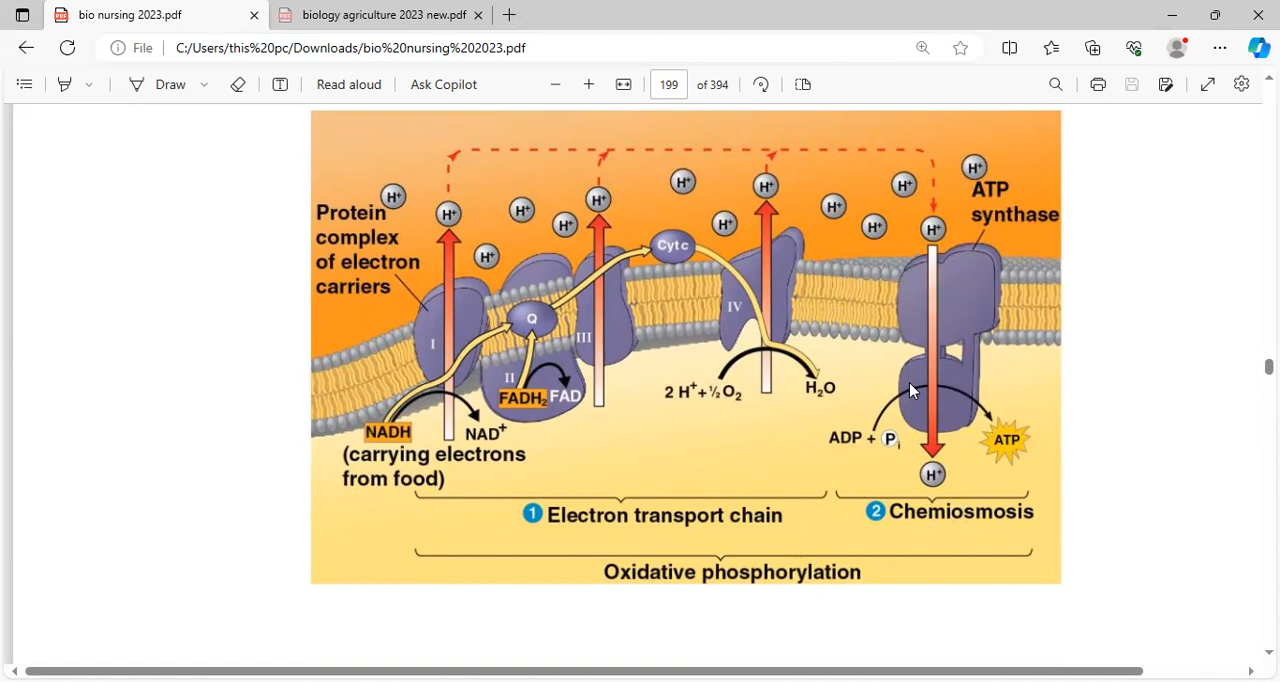 bio nursing 2023.pdf
biology agriculture 2023 new.pdf
File
C:/Users/this%20pc/Downloads/bio%20nursing%202023.pdf
Draw
Read aloud
Ask Copilot
199
of 394
H⁺ H⁺ H⁺ H⁺ H⁺ H⁺ H⁺ H⁺ H⁺ H⁺ H⁺ H⁺ H⁺ H⁺
Protein
complex
of electron
carriers
ATP
synthase
Cyt c
Q
I
II
III
IV
FADH₂ FAD
2 H⁺ + ½ O₂
H₂O
NADH
NAD⁺
(carrying electrons
from food)
ADP + P i
ATP
H⁺
1 Electron transport chain
2 Chemiosmosis
Oxidative phosphorylation